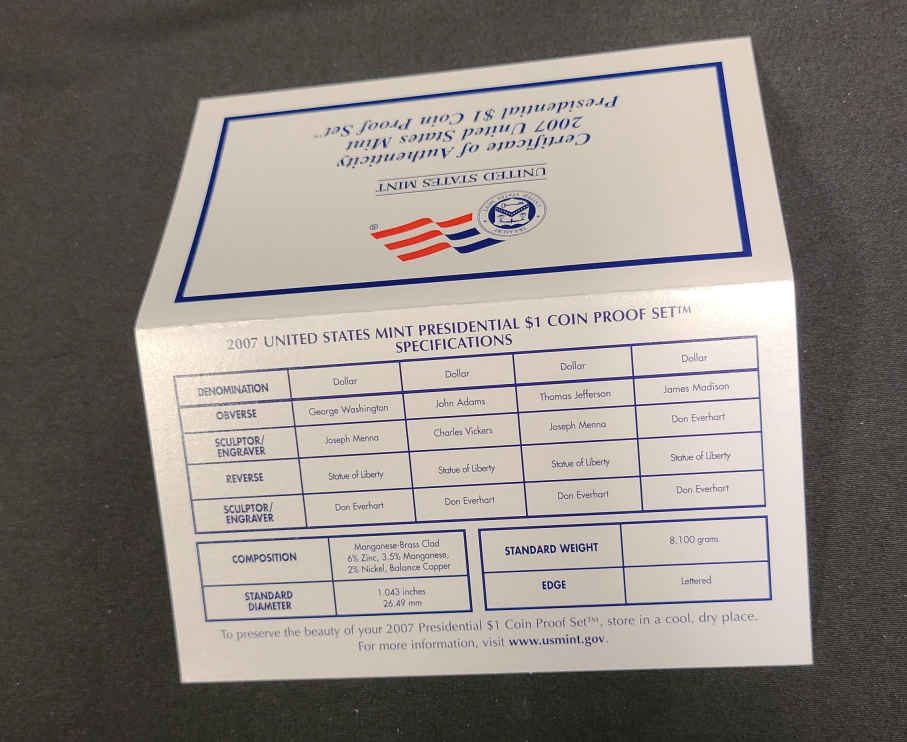 Certificate of Authenticity
2007 United States Mint
Presidential $1 Coin Proof Set™
UNITED STATES MINT
®
2007 UNITED STATES MINT PRESIDENTIAL $1 COIN PROOF SET™
SPECIFICATIONS
DENOMINATION Dollar Dollar Dollar Dollar
OBVERSE George Washington John Adams Thomas Jefferson James Madison
SCULPTOR/
ENGRAVER Joseph Menna Charles Vickers Joseph Menna Don Everhart
REVERSE Statue of Liberty Statue of Liberty Statue of Liberty Statue of Liberty
SCULPTOR/
ENGRAVER Don Everhart Don Everhart Don Everhart Don Everhart
COMPOSITION
Manganese-Brass Clad
6% Zinc, 3.5% Manganese,
2% Nickel, Balance Copper
STANDARD
DIAMETER
1.043 inches
26.49 mm
STANDARD WEIGHT 8.100 grams
EDGE Lettered
To preserve the beauty of your 2007 Presidential $1 Coin Proof Set™, store in a cool, dry place.
For more information, visit www.usmint.gov.